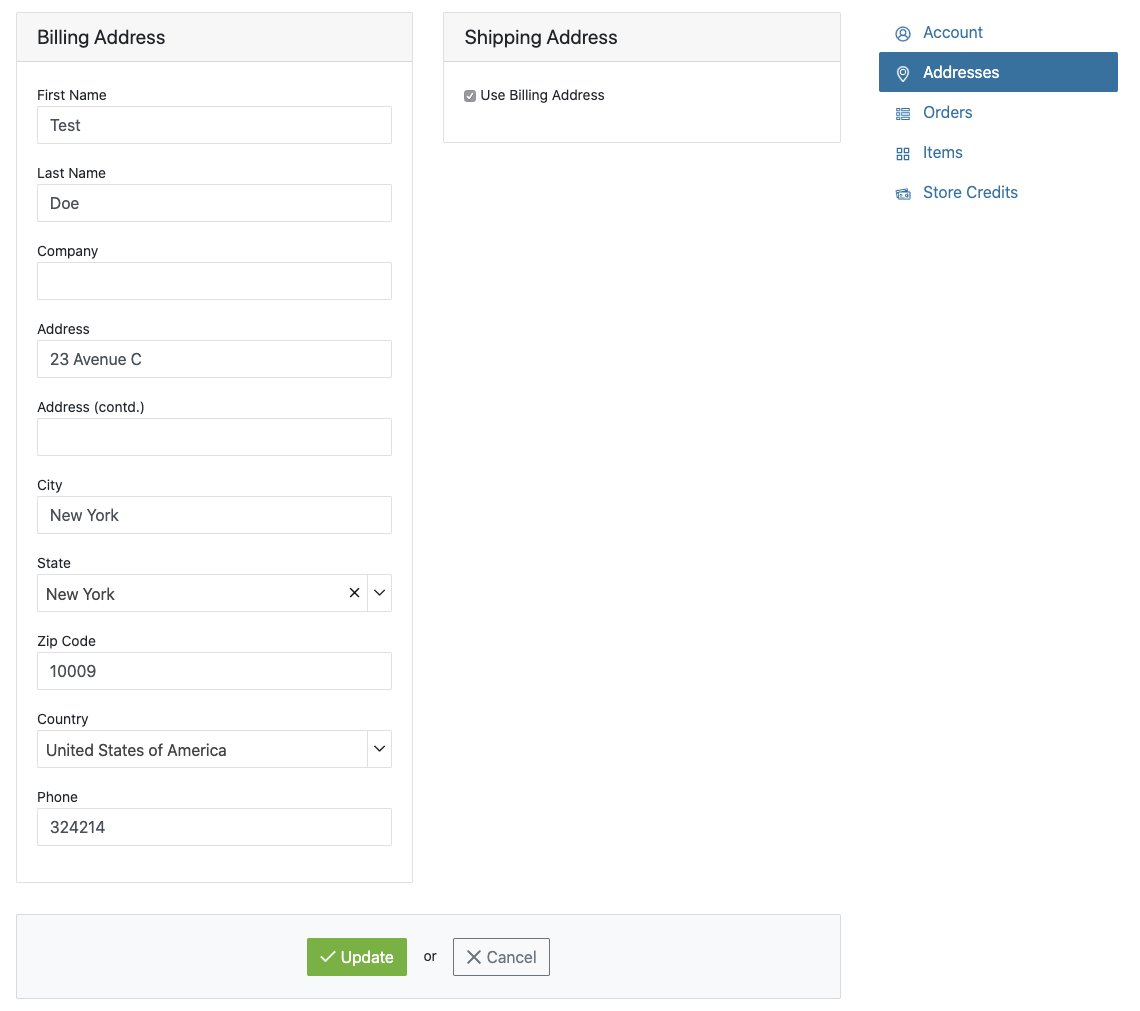 Billing Address
First Name
Test
Last Name
Doe
Company
Address
23 Avenue C
Address (contd.)
City
New York
State
New York
Zip Code
10009
Country
United States of America
Phone
324214
Shipping Address
Use Billing Address
Account
Addresses
Orders
Items
Store Credits
Update or Cancel